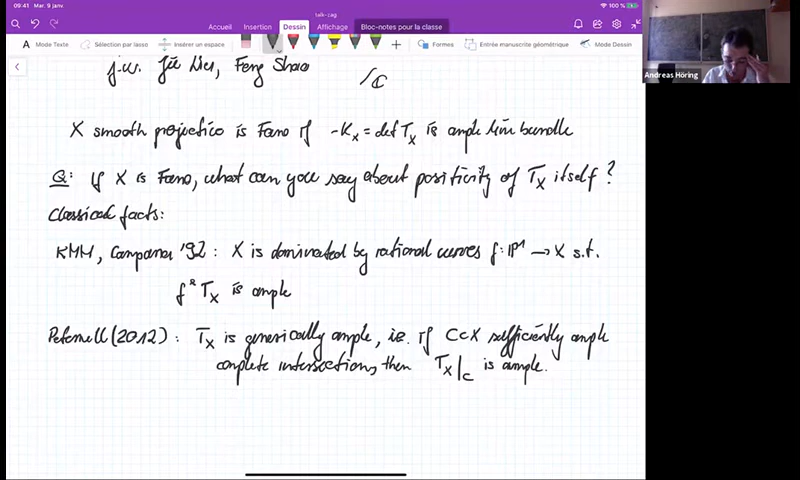 09:41 Mar. 9 janv.
talk-zag
100 %
Accueil Insertion Dessin Affichage Bloc-notes pour la classe
Mode Texte Sélection par lasso Insérer un espace Formes Entrée manuscrite géométrique Mode Dessin
Andreas Höring
j.w. Jie Liu, Feng Shao /ℂ
X smooth projective is Fano if -K_X = det T_X is ample line bundle
Q: If X is Fano, what can you say about positivity of T_X itself?
Classical facts:
KMM, Campana '92: X is dominated by rational curves f: ℙ¹ → X s.t.
f* T_X is ample
Peternell (2012): T_X is generically ample, i.e. if C⊂X sufficiently ample
complete intersections, then T_X|_C is ample.